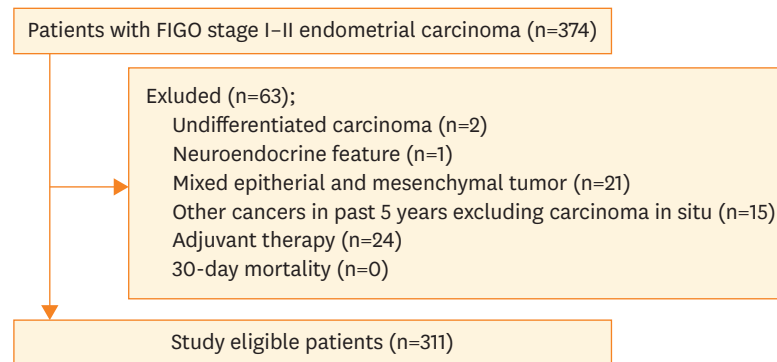 Patients with FIGO stage I–II endometrial carcinoma (n=374)
Exluded (n=63);
Undifferentiated carcinoma (n=2)
Neuroendocrine feature (n=1)
Mixed epitherial and mesenchymal tumor (n=21)
Other cancers in past 5 years excluding carcinoma in situ (n=15)
Adjuvant therapy (n=24)
30-day mortality (n=0)
Study eligible patients (n=311)